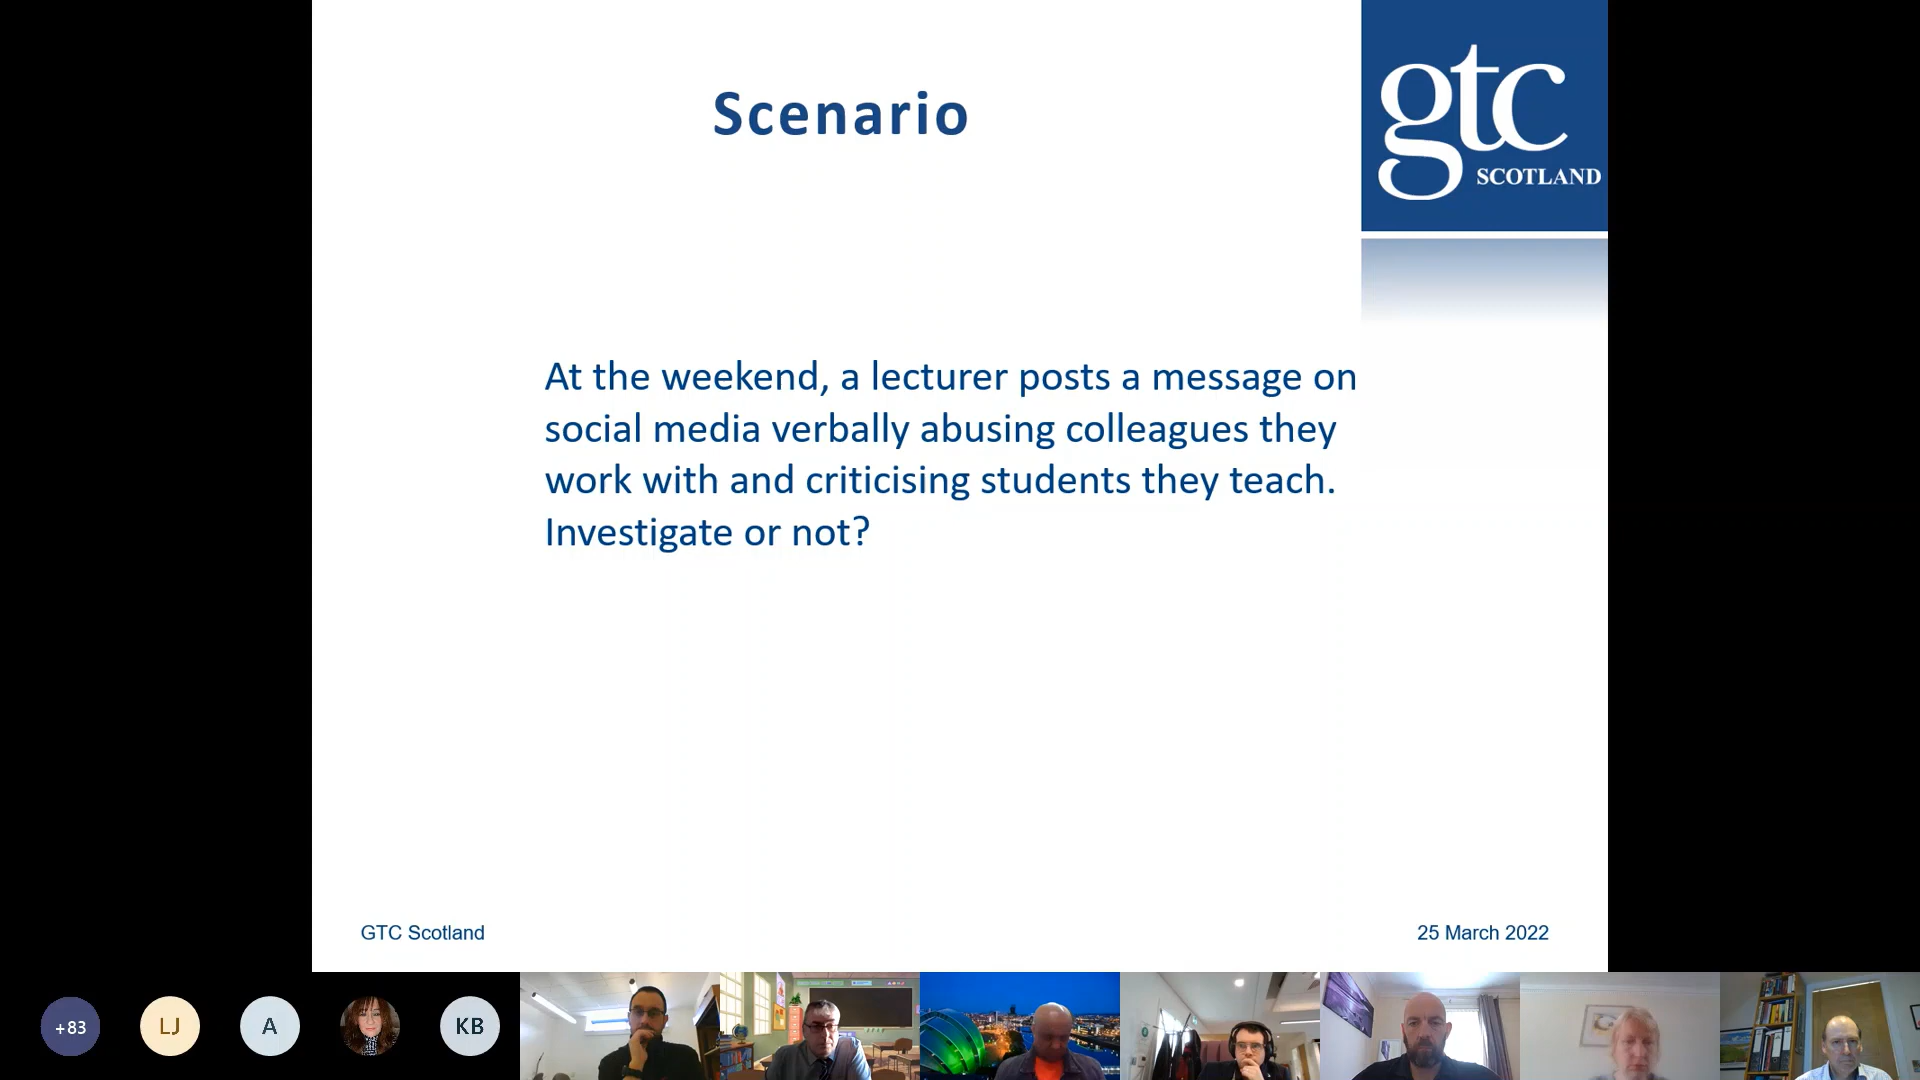 Scenario
gtc
SCOTLAND
At the weekend, a lecturer posts a message on
social media verbally abusing colleagues they
work with and criticising students they teach.
Investigate or not?
GTC Scotland
25 March 2022
+83
LJ
A
KB